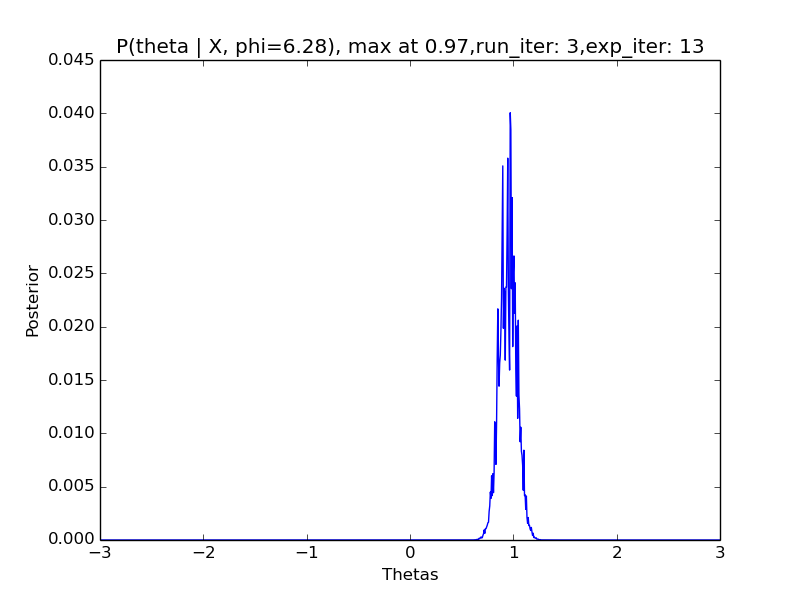 P(theta | X, phi=6.28), max at 0.97,run_iter: 3,exp_iter: 13
0.045
0.040
0.035
0.030
0.025
0.020
0.015
0.010
0.005
0.000
Posterior
−3 −2 −1 0 1 2 3
Thetas